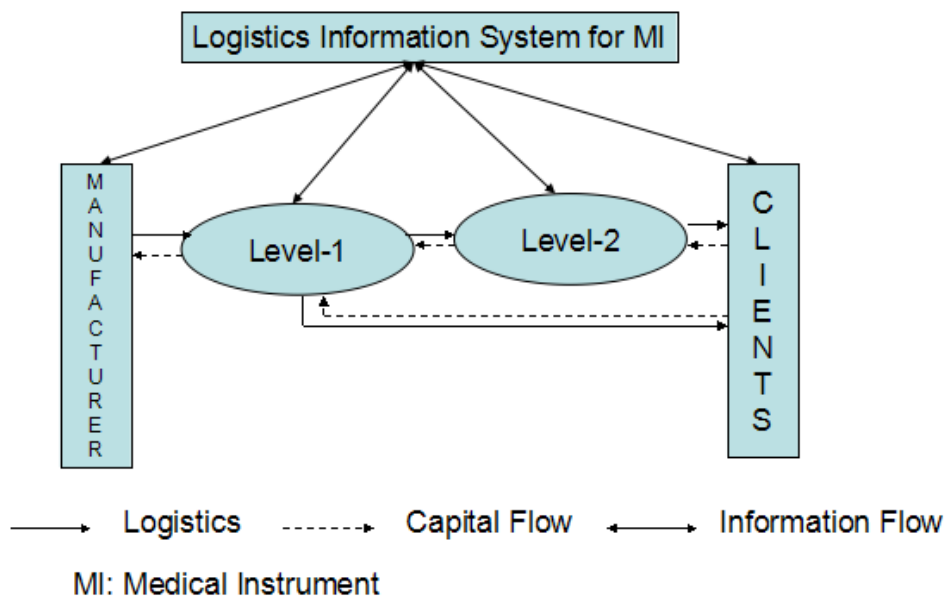 Logistics Information System for MI
MANUFACTURER
Level-1
Level-2
CLIENTS
Logistics
Capital Flow
Information Flow
MI: Medical Instrument